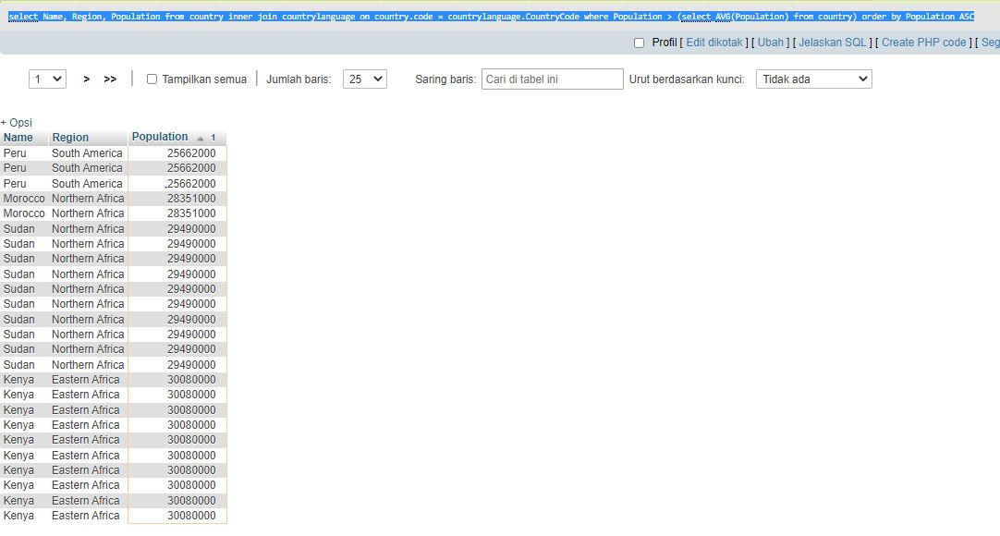 select Name, Region, Population from country inner join countrylanguage on country.code = countrylanguage.CountryCode where Population > (select AVG(Population) from country) order by Population ASC
Profil [ Edit dikotak ] [ Ubah ] [ Jelaskan SQL ] [ Create PHP code ] [ Seg
1 > >> Tampilkan semua Jumlah baris: 25 Saring baris: Cari di tabel ini Urut berdasarkan kunci: Tidak ada
+ Opsi
Name Region Population 1
Peru South America 25662000
Peru South America 25662000
Peru South America 25662000
Morocco Northern Africa 28351000
Morocco Northern Africa 28351000
Sudan Northern Africa 29490000
Sudan Northern Africa 29490000
Sudan Northern Africa 29490000
Sudan Northern Africa 29490000
Sudan Northern Africa 29490000
Sudan Northern Africa 29490000
Sudan Northern Africa 29490000
Sudan Northern Africa 29490000
Sudan Northern Africa 29490000
Sudan Northern Africa 29490000
Kenya Eastern Africa 30080000
Kenya Eastern Africa 30080000
Kenya Eastern Africa 30080000
Kenya Eastern Africa 30080000
Kenya Eastern Africa 30080000
Kenya Eastern Africa 30080000
Kenya Eastern Africa 30080000
Kenya Eastern Africa 30080000
Kenya Eastern Africa 30080000
Kenya Eastern Africa 30080000